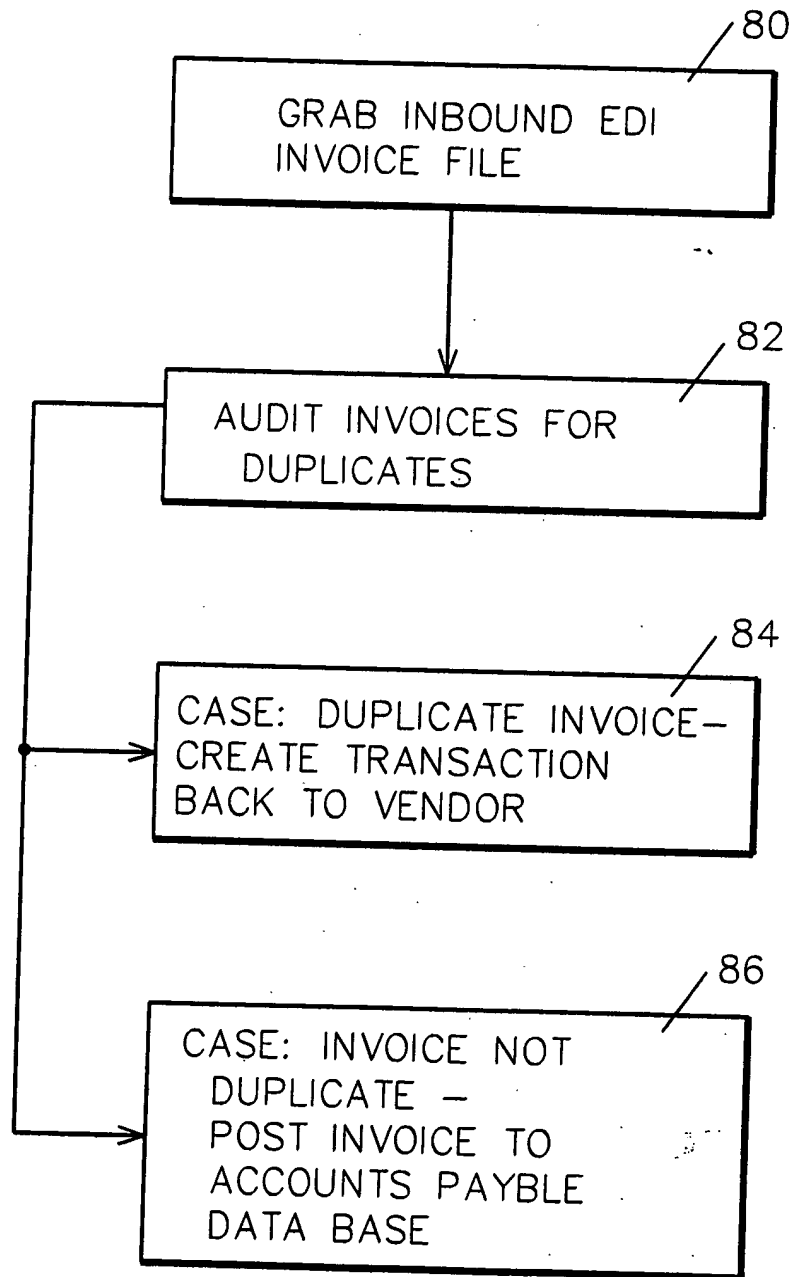 80
GRAB INBOUND EDI
INVOICE FILE
82
AUDIT INVOICES FOR
DUPLICATES
84
CASE: DUPLICATE INVOICE-
CREATE TRANSACTION
BACK TO VENDOR
86
CASE: INVOICE NOT
DUPLICATE -
POST INVOICE TO
ACCOUNTS PAYBLE
DATA BASE